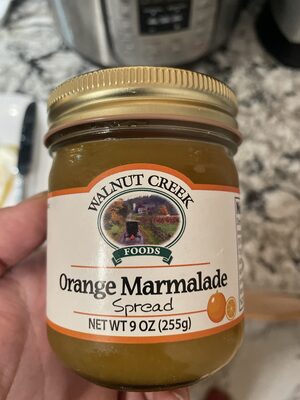 WALNUT CREEK
FOODS
Orange Marmalade
Spread
NET WT 9 OZ (255g)